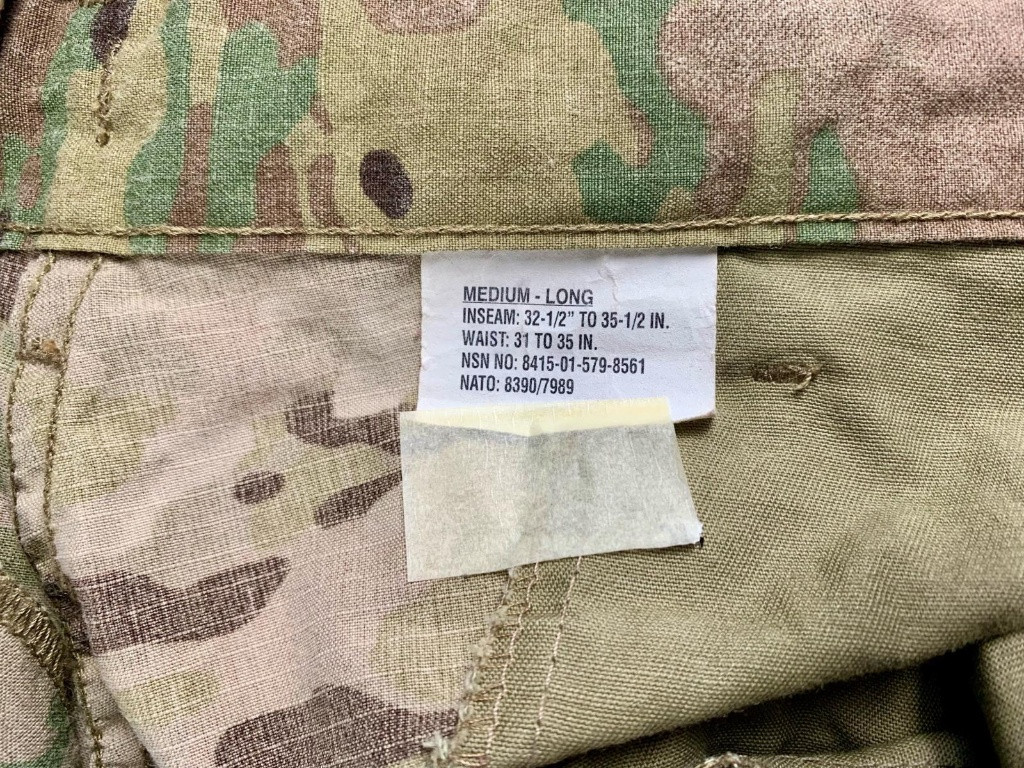 MEDIUM - LONG
INSEAM: 32-1/2" TO 35-1/2 IN.
WAIST: 31 TO 35 IN.
NSN NO: 8415-01-579-8561
NATO: 8390/7989